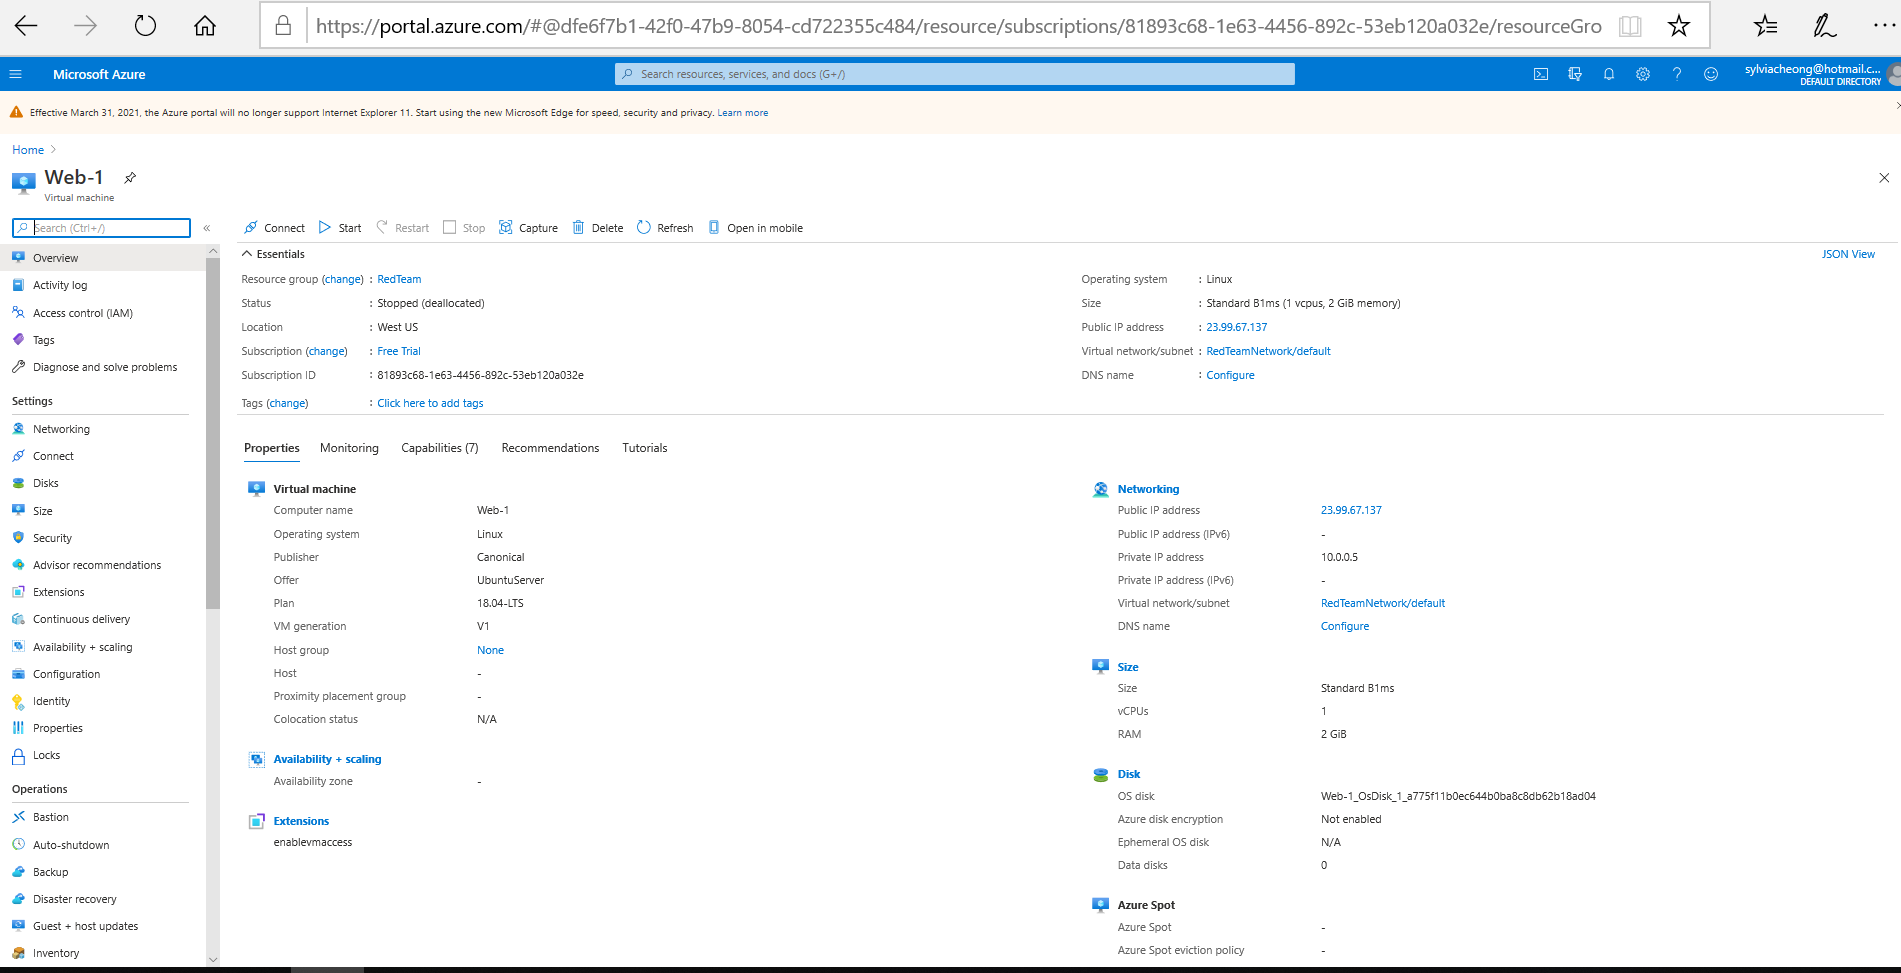 https://portal.azure.com/#@dfe6f7b1-42f0-47b9-8054-cd722355c484/resource/subscriptions/81893c68-1e63-4456-892c-53eb120a032e/resourceGro
Microsoft Azure
Search resources, services, and docs (G+/)
sylviacheong@hotmail.c...
DEFAULT DIRECTORY
Effective March 31, 2021, the Azure portal will no longer support Internet Explorer 11. Start using the new Microsoft Edge for speed, security and privacy. Learn more
Home
Web-1
Virtual machine
Search (Ctrl+/)
«
Overview
Activity log
Access control (IAM)
Tags
Diagnose and solve problems
Settings
Networking
Connect
Disks
Size
Security
Advisor recommendations
Extensions
Continuous delivery
Availability + scaling
Configuration
Identity
Properties
Locks
Operations
Bastion
Auto-shutdown
Backup
Disaster recovery
Guest + host updates
Inventory
Connect Start Restart Stop Capture Delete Refresh Open in mobile
Essentials
JSON View
Resource group (change) : RedTeam
Status : Stopped (deallocated)
Location : West US
Subscription (change) : Free Trial
Subscription ID : 81893c68-1e63-4456-892c-53eb120a032e
Tags (change) : Click here to add tags
Operating system : Linux
Size : Standard B1ms (1 vcpus, 2 GiB memory)
Public IP address : 23.99.67.137
Virtual network/subnet : RedTeamNetwork/default
DNS name : Configure
Properties Monitoring Capabilities (7) Recommendations Tutorials
Virtual machine
Computer name Web-1
Operating system Linux
Publisher Canonical
Offer UbuntuServer
Plan 18.04-LTS
VM generation V1
Host group None
Host -
Proximity placement group -
Colocation status N/A
Availability + scaling
Availability zone -
Extensions
enablevmaccess
Networking
Public IP address 23.99.67.137
Public IP address (IPv6) -
Private IP address 10.0.0.5
Private IP address (IPv6) -
Virtual network/subnet RedTeamNetwork/default
DNS name Configure
Size
Size Standard B1ms
vCPUs 1
RAM 2 GiB
Disk
OS disk Web-1_OsDisk_1_a775f11b0ec644b0ba8c8db62b18ad04
Azure disk encryption Not enabled
Ephemeral OS disk N/A
Data disks 0
Azure Spot
Azure Spot -
Azure Spot eviction policy -